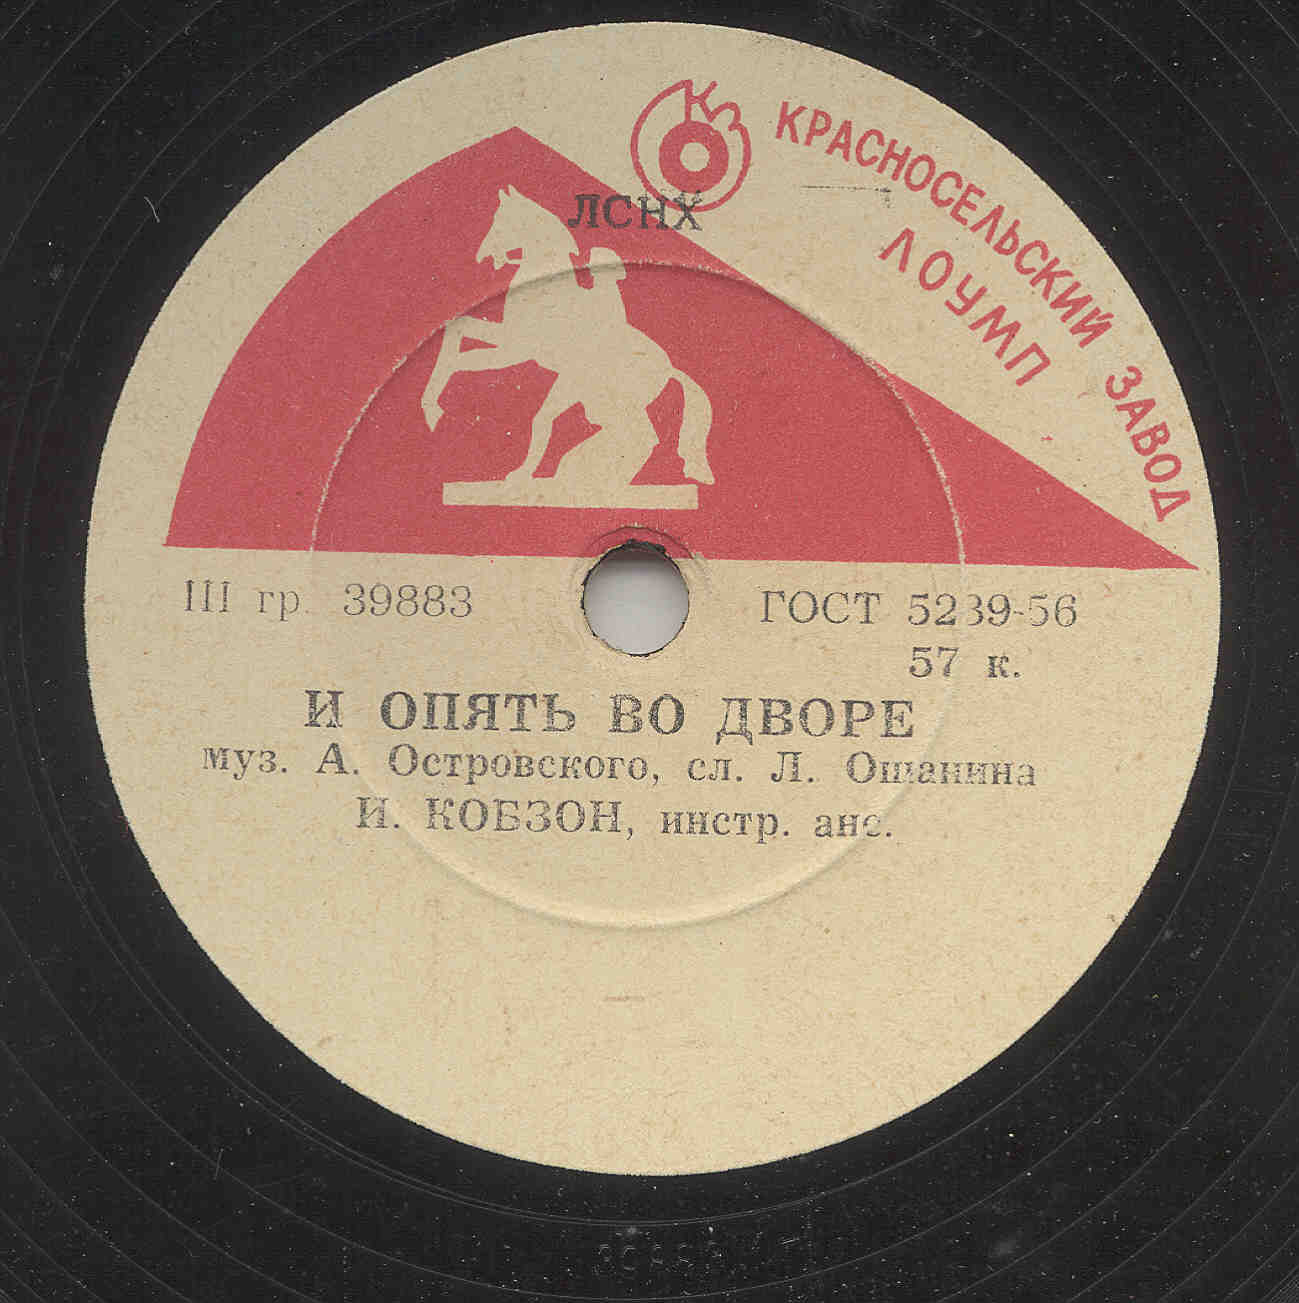 КЗ
КРАСНОСЕЛЬСКИЙ ЗАВОД
ЛОУМП
ЛСНХ
III гр. 39883
ГОСТ 5289-56
57 к.
И ОПЯТЬ ВО ДВОРЕ
муз. А. Островского, сл. Л. Ошанина
И. КОБЗОН, инстр. анс.